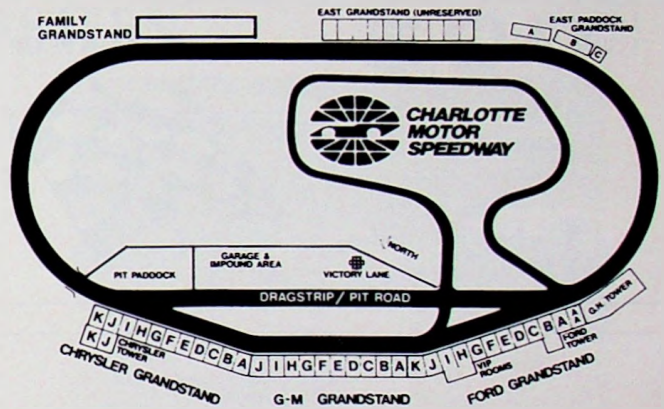 FAMILY
GRANDSTAND
EAST GRANDSTAND (UNRESERVED)
EAST PADDOCK
GRANDSTAND
A B C
CHARLOTTE
MOTOR
SPEEDWAY
NORTH
GARAGE &
IMPOUND AREA
PIT PADDOCK
VICTORY LANE
DRAGSTRIP/ PIT ROAD
K J I H G F E D C B A
K J
CHRYSLER
TOWER
CHRYSLER GRANDSTAND
J I H G F E D C B A K
G-M GRANDSTAND
J I H G F E D C B A A
A
VIP
ROOMS
FORD
TOWER
G-M TOWER
FORD GRANDSTAND